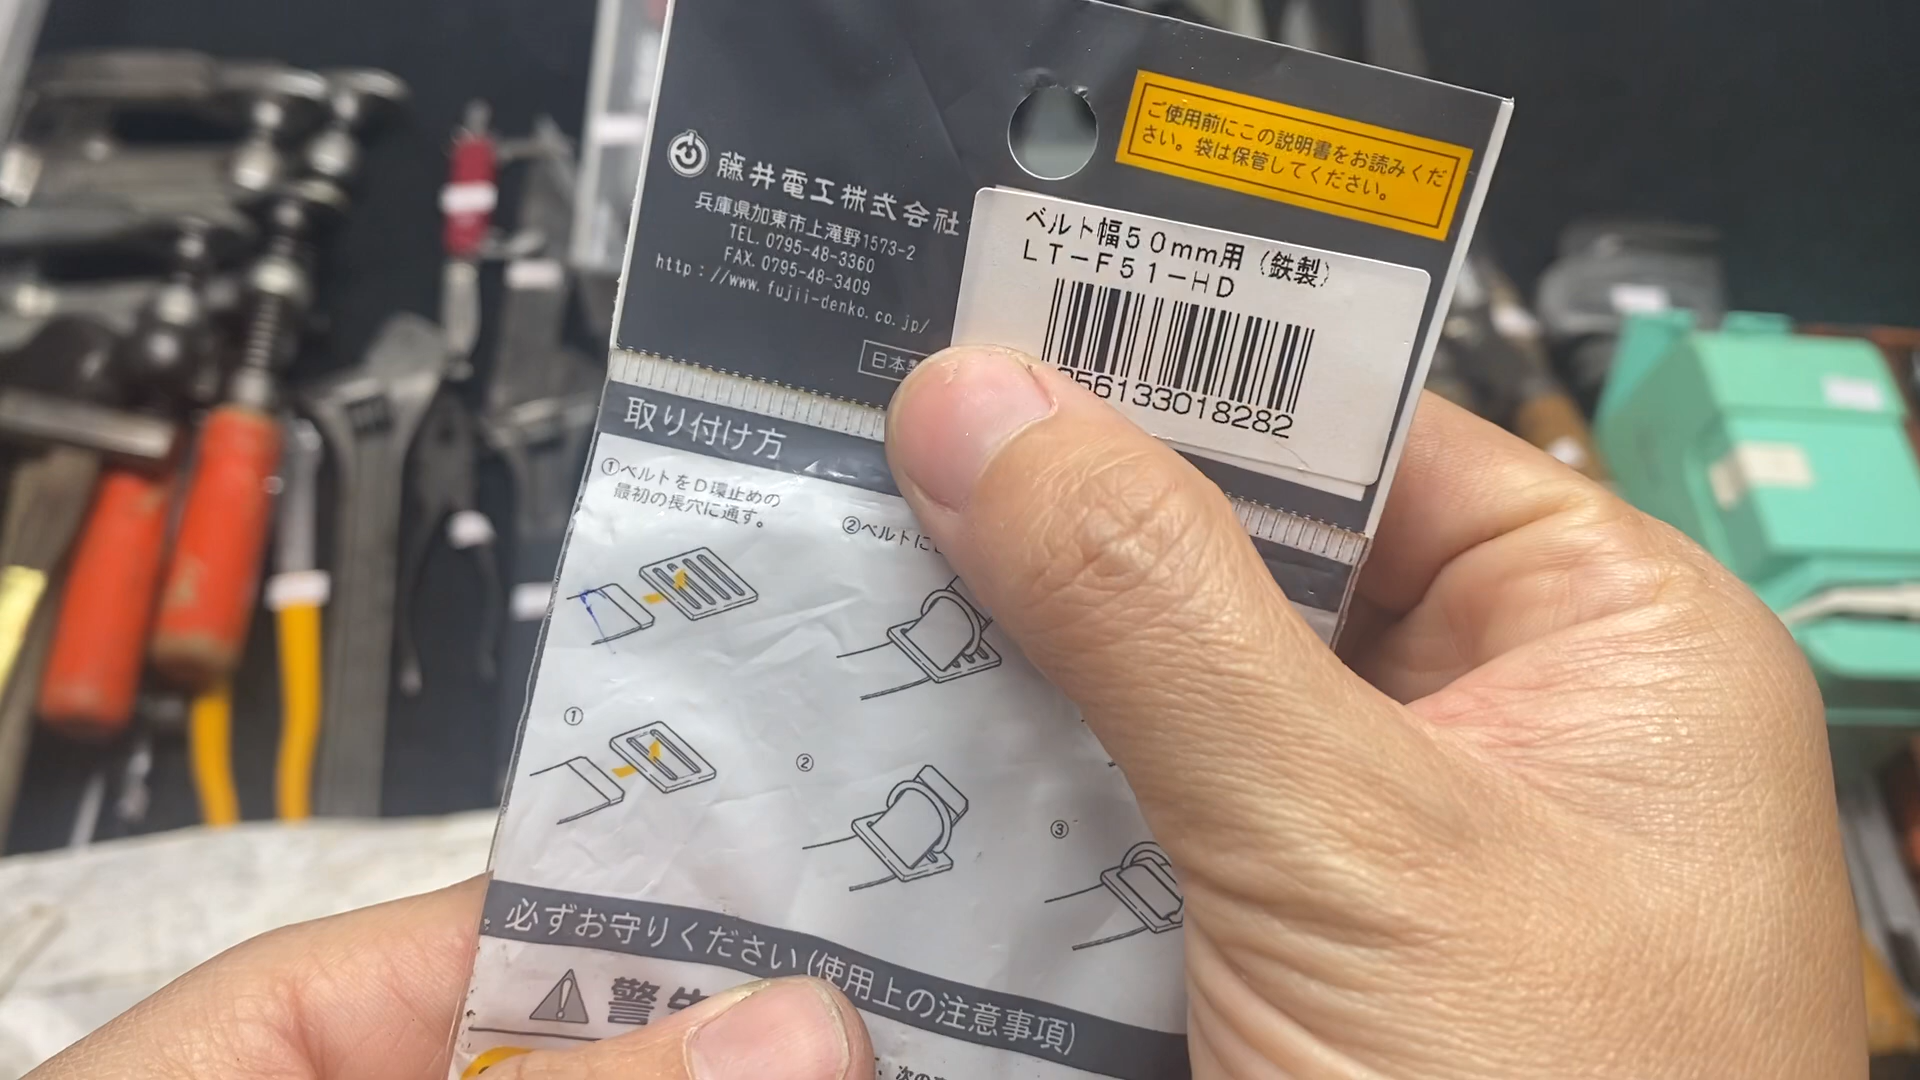 藤井電工株式会社
兵庫県加東市上滝野1573-2
TEL. 0795-48-3360
FAX. 0795-48-3409
http://www.fujii-denko.co.jp/
日本製
ご使用前にこの説明書をお読みくだ
さい。袋は保管してください。
ベルト幅50mm用(鉄製)
LT-F51-HD
56133018282
取り付け方
①ベルトをD環止めの
最初の長穴に通す。
②ベルトに
①
②
③
必ずお守りください(使用上の注意事項)
警告
、次の